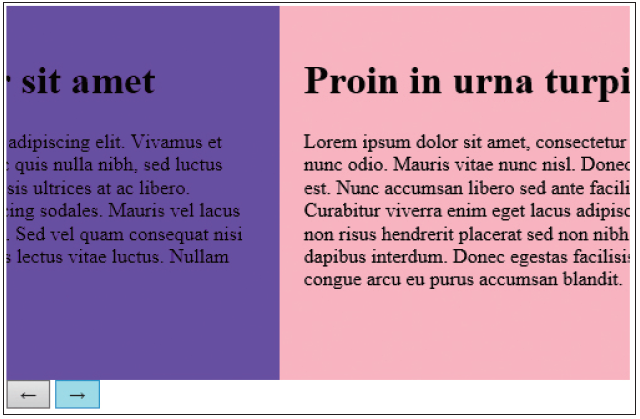 r sit amet
adipiscing elit. Vivamus et
quis nulla nibh, sed luctus
sis ultrices at ac libero.
cing sodales. Mauris vel lacus
. Sed vel quam consequat nisi
s lectus vitae luctus. Nullam
Proin in urna turpi
Lorem ipsum dolor sit amet, consectetur
nunc odio. Mauris vitae nunc nisl. Donec
est. Nunc accumsan libero sed ante facili
Curabitur viverra enim eget lacus adipisc
non risus hendrerit placerat sed non nibh
dapibus interdum. Donec egestas facilisis
congue arcu eu purus accumsan blandit.
← →